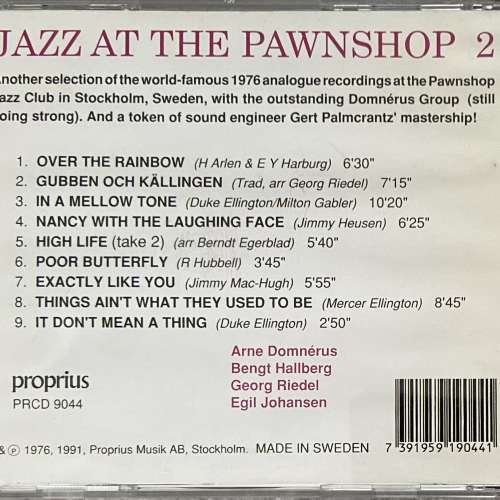 JAZZ AT THE PAWNSHOP 2
Another selection of the world-famous 1976 analogue recordings at the Pawnshop
Jazz Club in Stockholm, Sweden, with the outstanding Domnérus Group (still
going strong). And a token of sound engineer Gert Palmcrantz' mastership!
1. OVER THE RAINBOW (H Arlen & E Y Harburg) 6'30"
2. GUBBEN OCH KÄLLINGEN (Trad, arr Georg Riedel) 7'15"
3. IN A MELLOW TONE (Duke Ellington/Milton Gabler) 10'20"
4. NANCY WITH THE LAUGHING FACE (Jimmy Heusen) 6'25"
5. HIGH LIFE (take 2) (arr Berndt Egerblad) 5'40"
6. POOR BUTTERFLY (R Hubbell) 3'45"
7. EXACTLY LIKE YOU (Jimmy Mac-Hugh) 5'55"
8. THINGS AIN'T WHAT THEY USED TO BE (Mercer Ellington) 8'45"
9. IT DON'T MEAN A THING (Duke Ellington) 2'50"
Arne Domnérus
Bengt Hallberg
Georg Riedel
Egil Johansen
proprius
PRCD 9044
& ℗ 1976, 1991, Proprius Musik AB, Stockholm. MADE IN SWEDEN
7 391959 190441